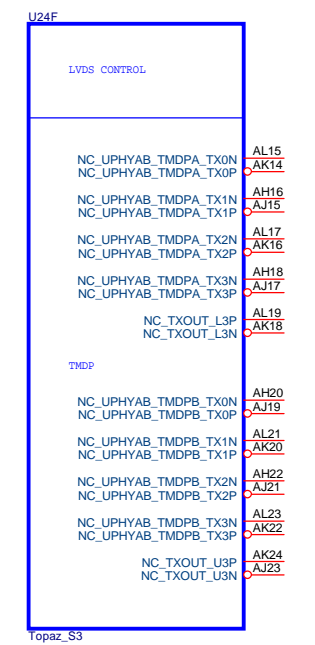 U24F
LVDS CONTROL
NC_UPHYAB_TMDPA_TX0N AL15
NC_UPHYAB_TMDPA_TX0P AK14
NC_UPHYAB_TMDPA_TX1N AH16
NC_UPHYAB_TMDPA_TX1P AJ15
NC_UPHYAB_TMDPA_TX2N AL17
NC_UPHYAB_TMDPA_TX2P AK16
NC_UPHYAB_TMDPA_TX3N AH18
NC_UPHYAB_TMDPA_TX3P AJ17
NC_TXOUT_L3P AL19
NC_TXOUT_L3N AK18
TMDP
NC_UPHYAB_TMDPB_TX0N AH20
NC_UPHYAB_TMDPB_TX0P AJ19
NC_UPHYAB_TMDPB_TX1N AL21
NC_UPHYAB_TMDPB_TX1P AK20
NC_UPHYAB_TMDPB_TX2N AH22
NC_UPHYAB_TMDPB_TX2P AJ21
NC_UPHYAB_TMDPB_TX3N AL23
NC_UPHYAB_TMDPB_TX3P AK22
NC_TXOUT_U3P AK24
NC_TXOUT_U3N AJ23
Topaz_S3